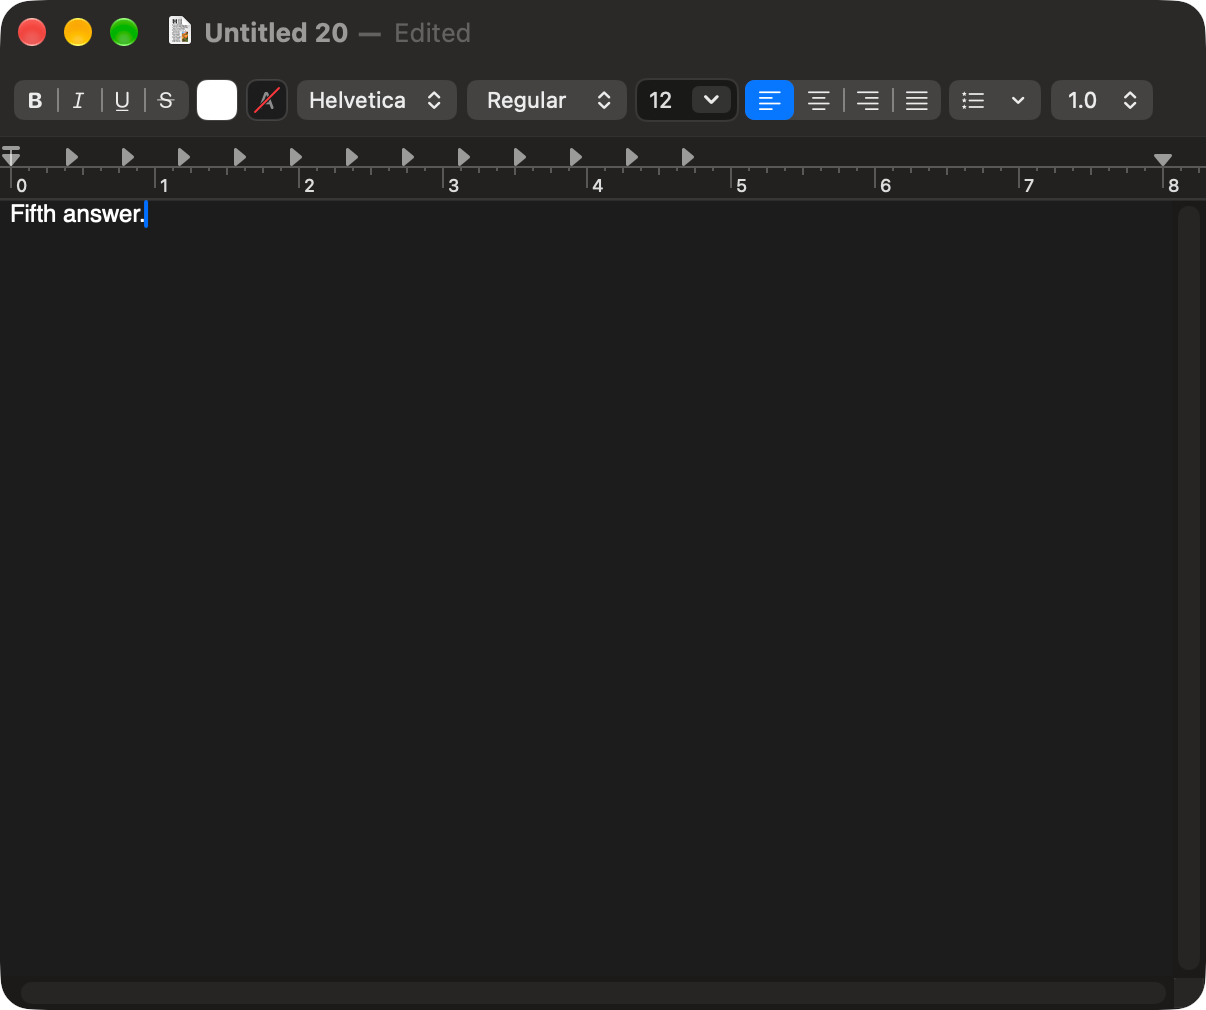 Untitled 20 — Edited
B I U S A Helvetica Regular 12 1.0
0 1 2 3 4 5 6 7 8
Fifth answer.